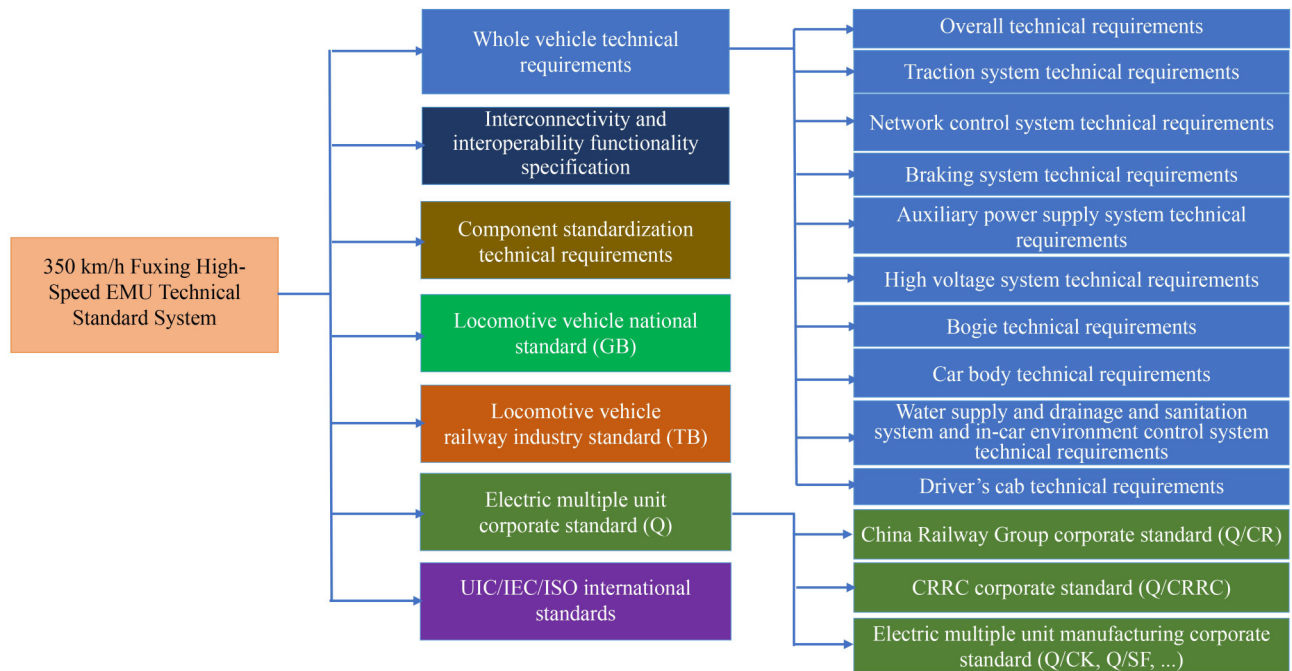 350 km/h Fuxing High-
Speed EMU Technical
Standard System
Whole vehicle technical
requirements
Interconnectivity and
interoperability functionality
specification
Component standardization
technical requirements
Locomotive vehicle national
standard (GB)
Locomotive vehicle
railway industry standard (TB)
Electric multiple unit
corporate standard (Q)
UIC/IEC/ISO international
standards
Overall technical requirements
Traction system technical requirements
Network control system technical requirements
Braking system technical requirements
Auxiliary power supply system technical
requirements
High voltage system technical requirements
Bogie technical requirements
Car body technical requirements
Water supply and drainage and sanitation
system and in-car environment control system
technical requirements
Driver's cab technical requirements
China Railway Group corporate standard (Q/CR)
CRRC corporate standard (Q/CRRC)
Electric multiple unit manufacturing corporate
standard (Q/CK, Q/SF, ...)